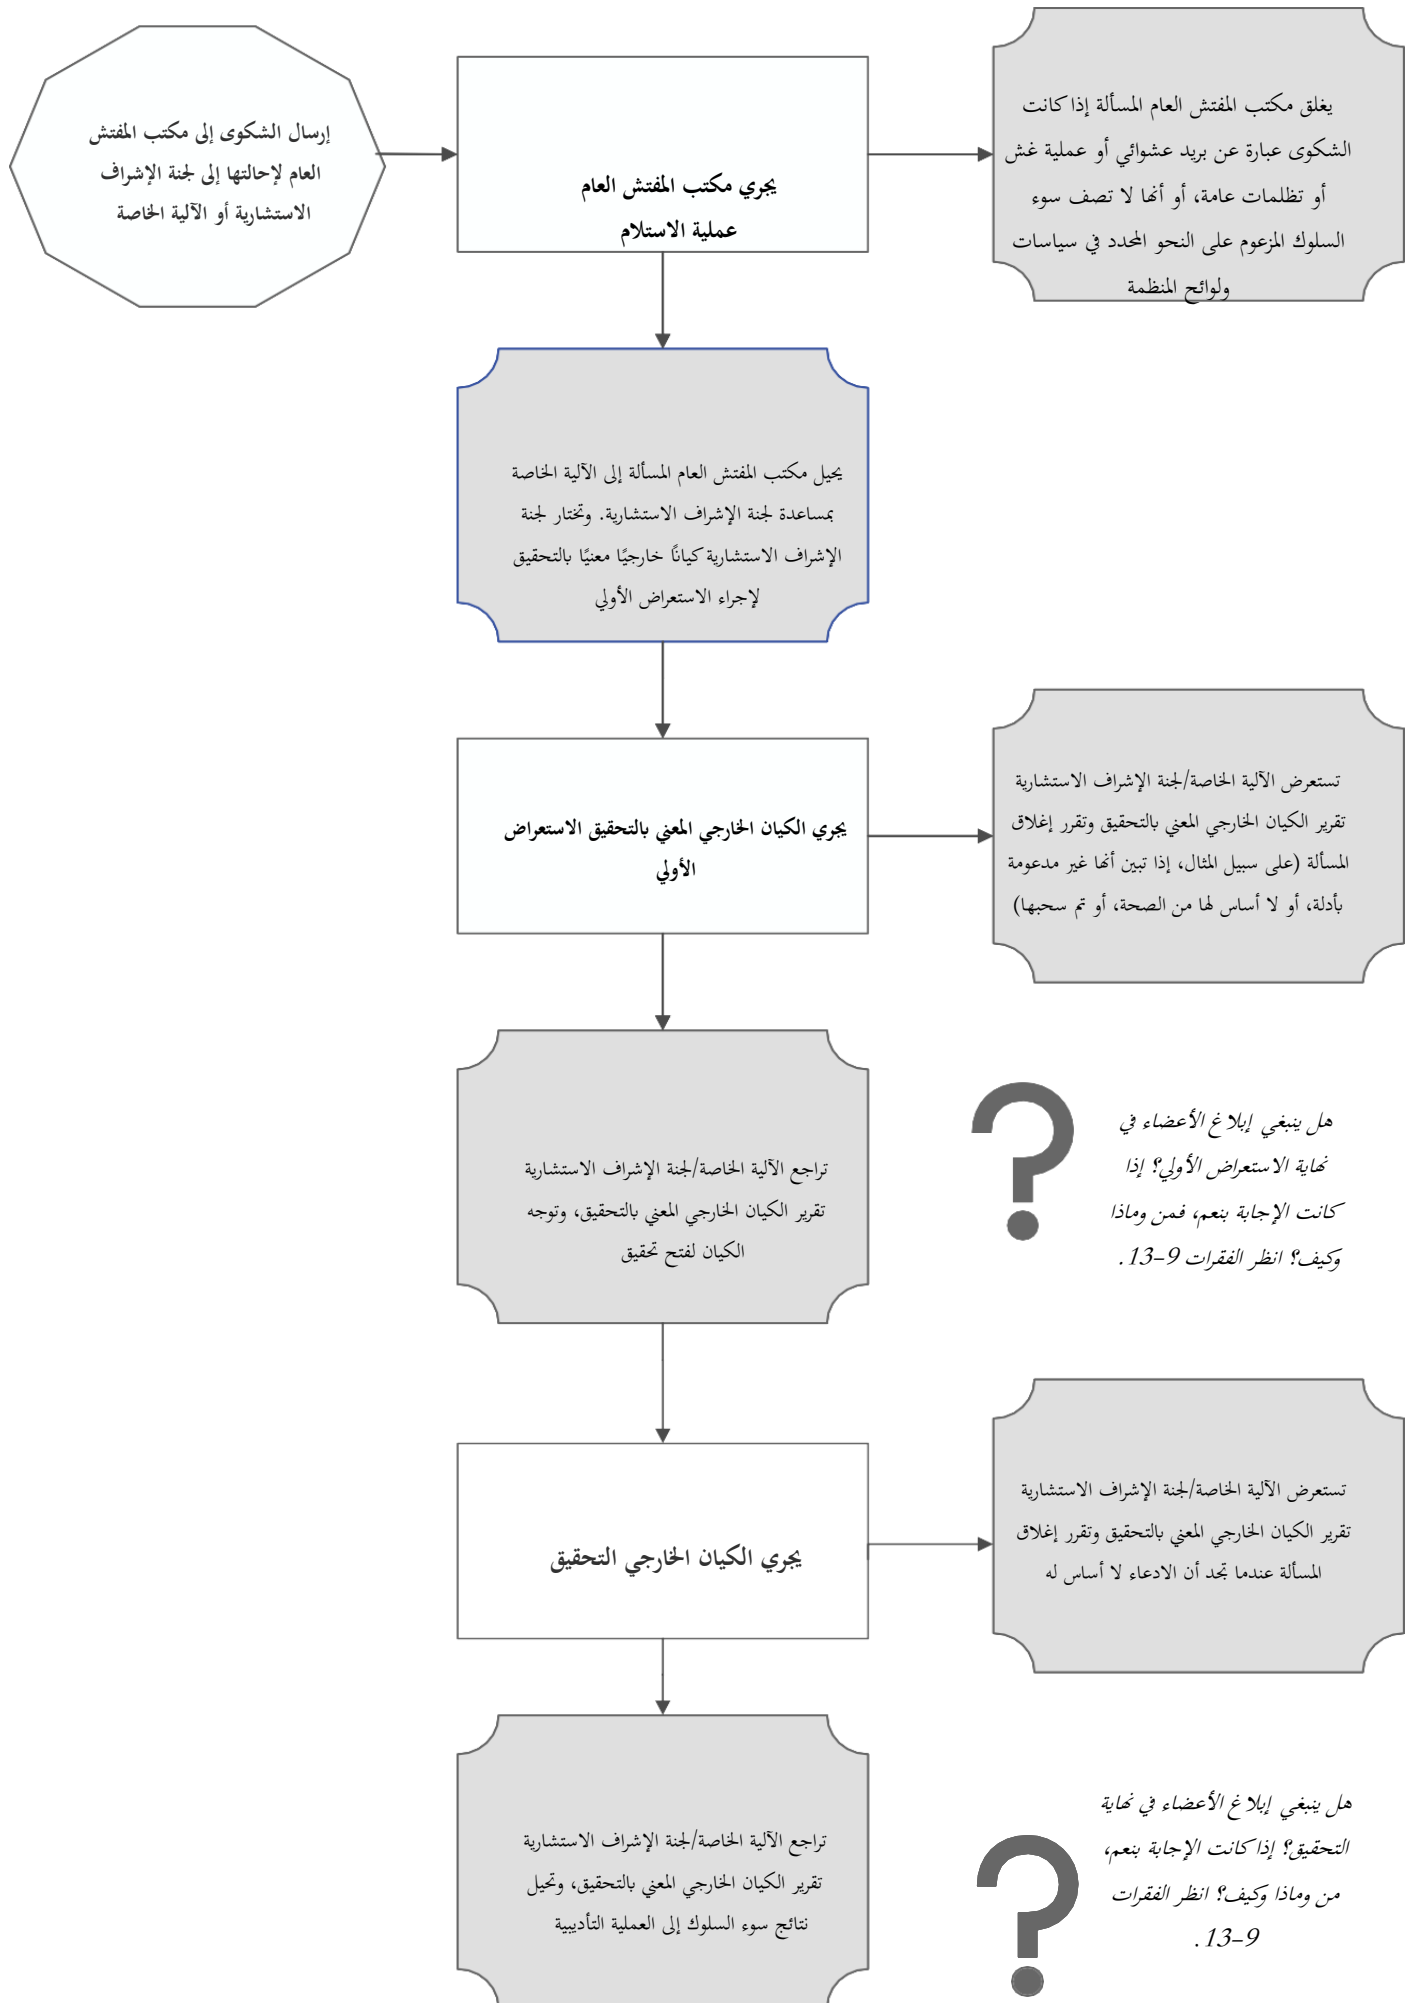 إرسال الشكوى إلى مكتب المفتش
العام لإحالتها إلى لجنة الإشراف
الاستشارية أو الآلية الخاصة
يجري مكتب المفتش العام
عملية الاستلام
يغلق مكتب المفتش العام المسألة إذا كانت
الشكوى عبارة عن بريد عشوائي أو عملية غش
أو تظلمات عامة، أو أنها لا تصف سوء
السلوك المزعوم على النحو المحدد في سياسات
ولوائح المنظمة
يحيل مكتب المفتش العام المسألة إلى الآلية الخاصة
بمساعدة لجنة الإشراف الاستشارية. وتختار لجنة
الإشراف الاستشارية كيانًا خارجيًا معنيًا بالتحقيق
لإجراء الاستعراض الأولي
يجري الكيان الخارجي المعني بالتحقيق الاستعراض
الأولي
تستعرض الآلية الخاصة/لجنة الإشراف الاستشارية
تقرير الكيان الخارجي المعني بالتحقيق وتقرر إغلاق
المسألة (على سبيل المثال، إذا تبين أنها غير مدعومة
بأدلة، أو لا أساس لها من الصحة، أو تم سحبها)
تراجع الآلية الخاصة/لجنة الإشراف الاستشارية
تقرير الكيان الخارجي المعني بالتحقيق، وتوجه
الكيان لفتح تحقيق
هل ينبغي إبلاغ الأعضاء في
نهاية الاستعراض الأولي؟ إذا
كانت الإجابة بنعم، فمن وماذا
وكيف؟ انظر الفقرات 9-13.
يجري الكيان الخارجي التحقيق
تستعرض الآلية الخاصة/لجنة الإشراف الاستشارية
تقرير الكيان الخارجي المعني بالتحقيق وتقرر إغلاق
المسألة عندما تجد أن الادعاء لا أساس له
تراجع الآلية الخاصة/لجنة الإشراف الاستشارية
تقرير الكيان الخارجي المعني بالتحقيق، وتحيل
نتائج سوء السلوك إلى العملية التأديبية
هل ينبغي إبلاغ الأعضاء في نهاية
التحقيق؟ إذا كانت الإجابة بنعم،
من وماذا وكيف؟ انظر الفقرات
9-13.